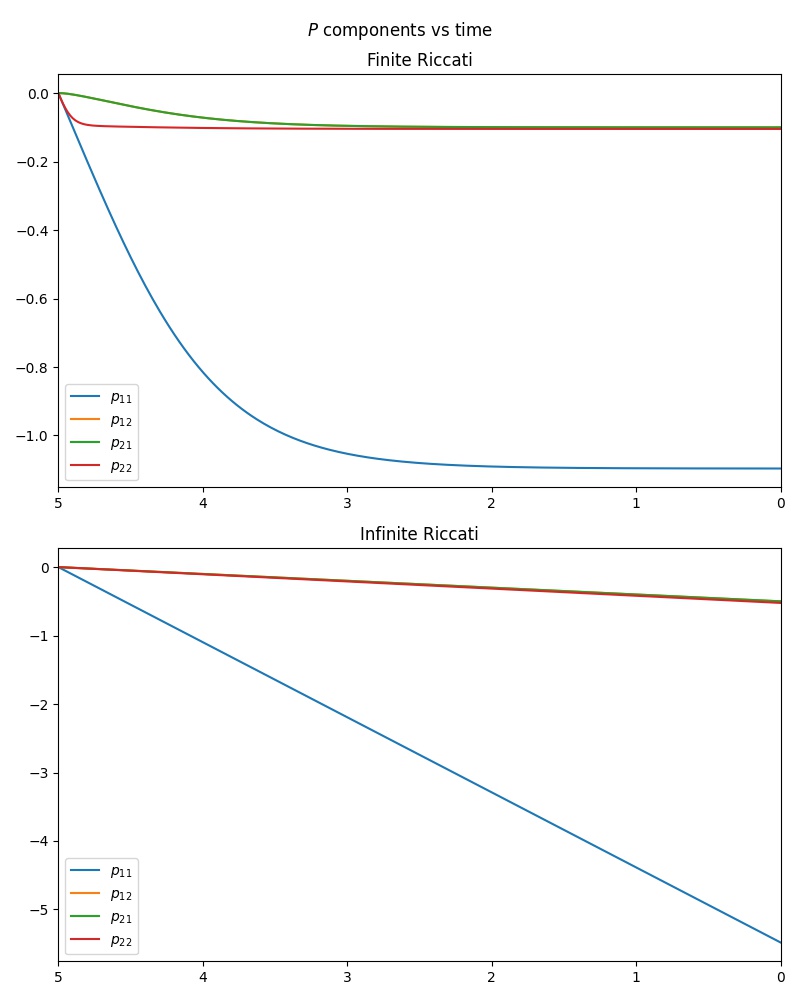 P components vs time
Finite Riccati
0.0
−0.2
−0.4
−0.6
−0.8
−1.0
p11
p12
p21
p22
5 4 3 2 1 0
Infinite Riccati
0
−1
−2
−3
−4
−5
p11
p12
p21
p22
5 4 3 2 1 0